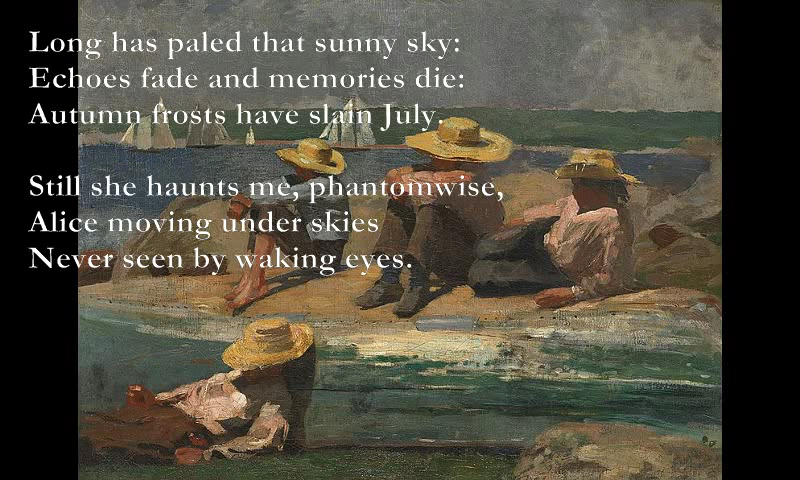 Long has paled that sunny sky:
Echoes fade and memories die:
Autumn frosts have slain July.
Still she haunts me, phantomwise,
Alice moving under skies
Never seen by waking eyes.